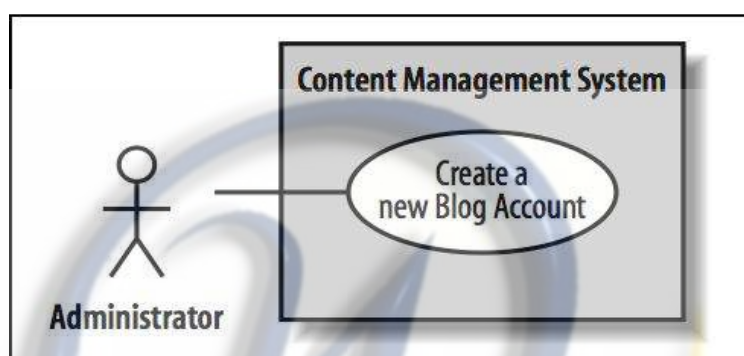 Content Management System
Create a
new Blog Account
Administrator